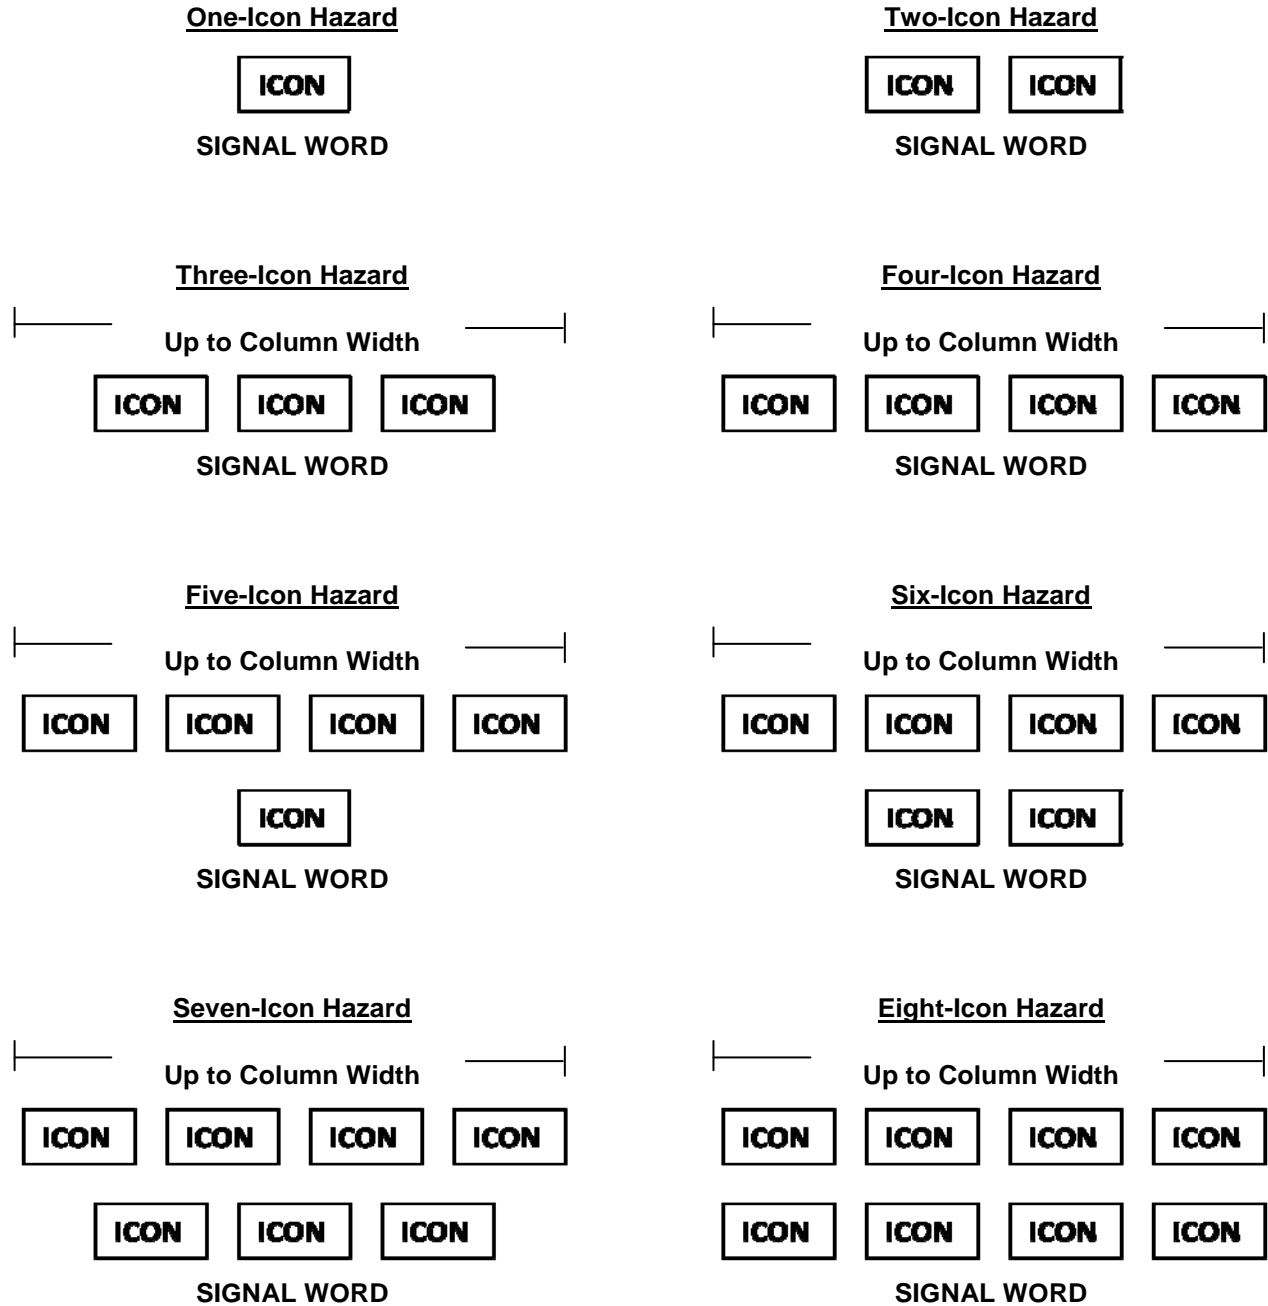 One-Icon Hazard
ICON
SIGNAL WORD
Two-Icon Hazard
ICON ICON
SIGNAL WORD
Three-Icon Hazard
Up to Column Width
ICON ICON ICON
SIGNAL WORD
Four-Icon Hazard
Up to Column Width
ICON ICON ICON ICON
SIGNAL WORD
Five-Icon Hazard
Up to Column Width
ICON ICON ICON ICON
ICON
SIGNAL WORD
Six-Icon Hazard
Up to Column Width
ICON ICON ICON ICON
ICON ICON
SIGNAL WORD
Seven-Icon Hazard
Up to Column Width
ICON ICON ICON ICON
ICON ICON ICON
SIGNAL WORD
Eight-Icon Hazard
Up to Column Width
ICON ICON ICON ICON
ICON ICON ICON ICON
SIGNAL WORD